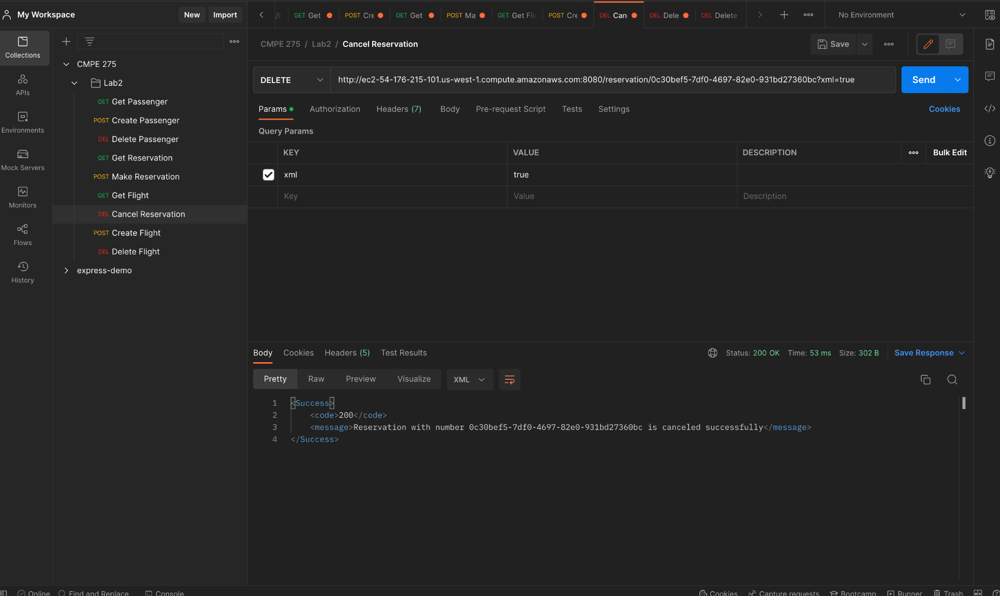 My Workspace
New
Import
GET Get
POST Cre
GET Get
POST Ma
GET Get Fli
POST Cre
DEL Can
DEL Dele
DEL Delete
No Environment
Collections
APIs
Environments
Mock Servers
Monitors
Flows
History
CMPE 275
Lab2
GET Get Passenger
POST Create Passenger
DEL Delete Passenger
GET Get Reservation
POST Make Reservation
GET Get Flight
DEL Cancel Reservation
POST Create Flight
DEL Delete Flight
express-demo
CMPE 275 / Lab2 / Cancel Reservation
Save
DELETE
http://ec2-54-176-215-101.us-west-1.compute.amazonaws.com:8080/reservation/0c30bef5-7df0-4697-82e0-931bd27360bc?xml=true
Send
Params
Authorization
Headers (7)
Body
Pre-request Script
Tests
Settings
Cookies
Query Params
KEY
VALUE
DESCRIPTION
Bulk Edit
xml
true
Key
Value
Description
Body
Cookies
Headers (5)
Test Results
Status: 200 OK
Time: 53 ms
Size: 302 B
Save Response
Pretty
Raw
Preview
Visualize
XML
1 <Success>
2 <code>200</code>
3 <message>Reservation with number 0c30bef5-7df0-4697-82e0-931bd27360bc is canceled successfully</message>
4 </Success>
Online
Find and Replace
Console
Cookies
Capture requests
Bootcamp
Runner
Trash